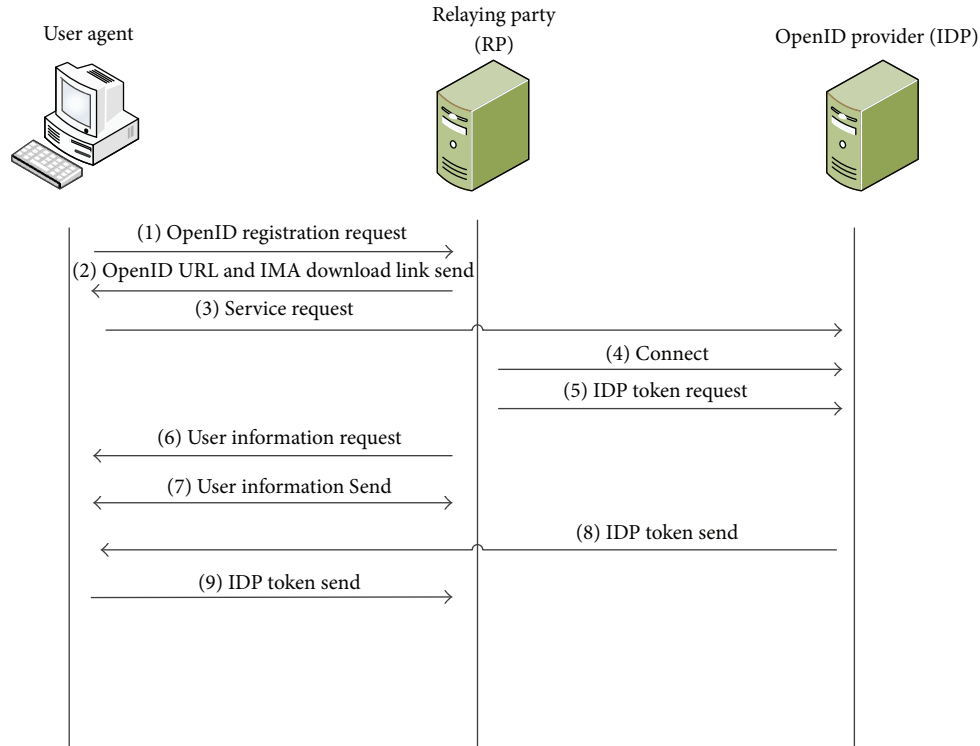 User agent
Relaying party
(RP)
OpenID provider (IDP)
(1) OpenID registration request
(2) OpenID URL and IMA download link send
(3) Service request
(4) Connect
(5) IDP token request
(6) User information request
(7) User information Send
(8) IDP token send
(9) IDP token send